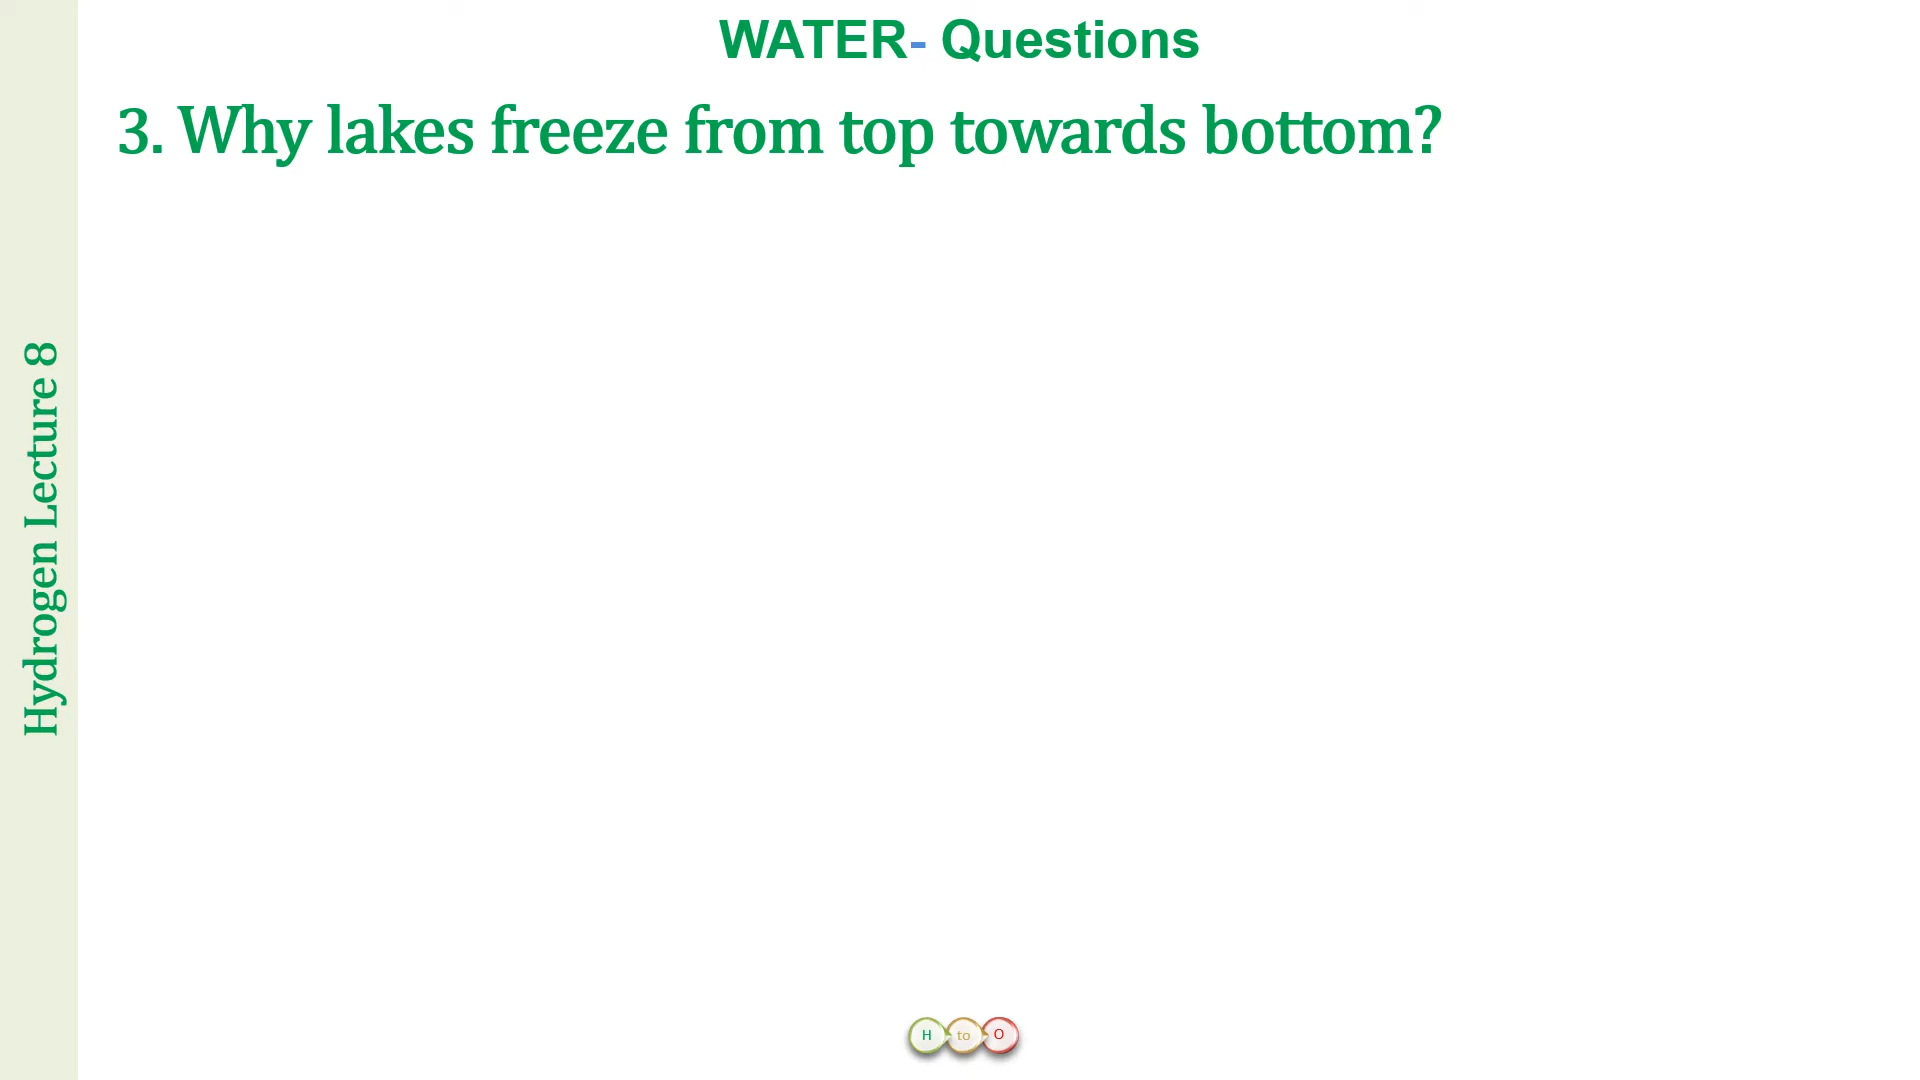 WATER- Questions
3. Why lakes freeze from top towards bottom?
Hydrogen Lecture 8
H to O